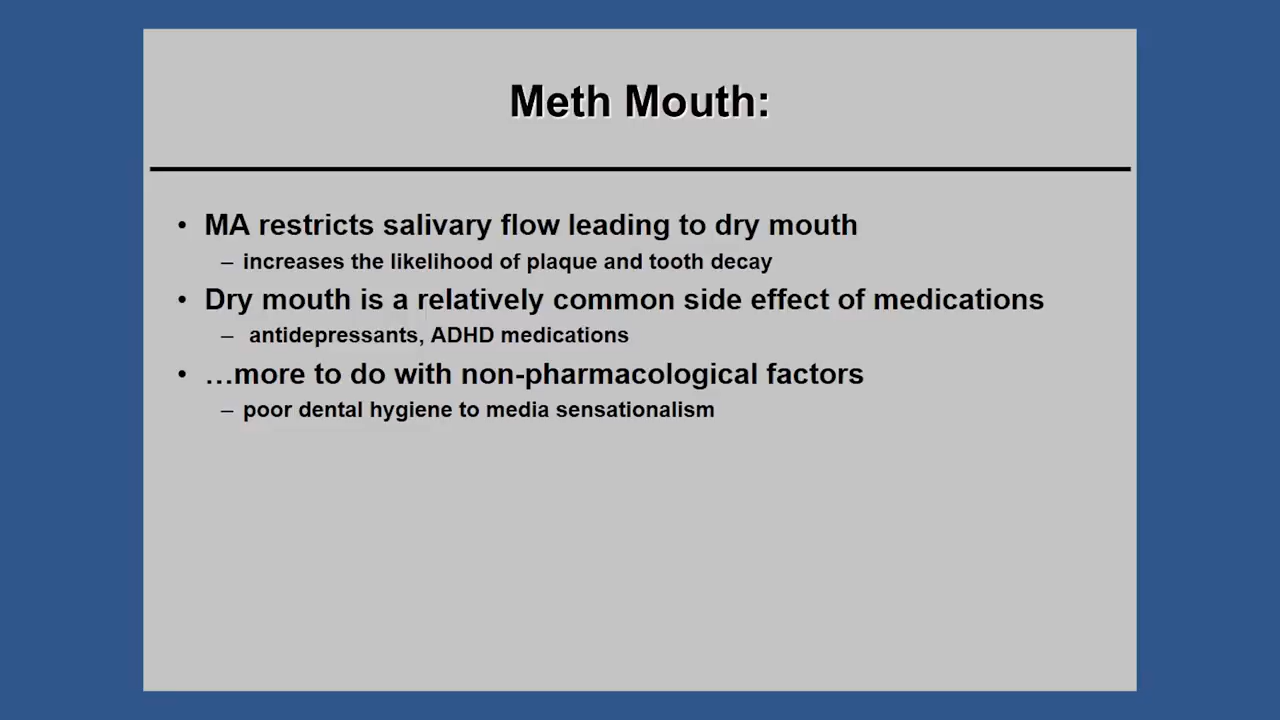 Meth Mouth:
• MA restricts salivary flow leading to dry mouth
– increases the likelihood of plaque and tooth decay
• Dry mouth is a relatively common side effect of medications
– antidepressants, ADHD medications
• …more to do with non-pharmacological factors
– poor dental hygiene to media sensationalism